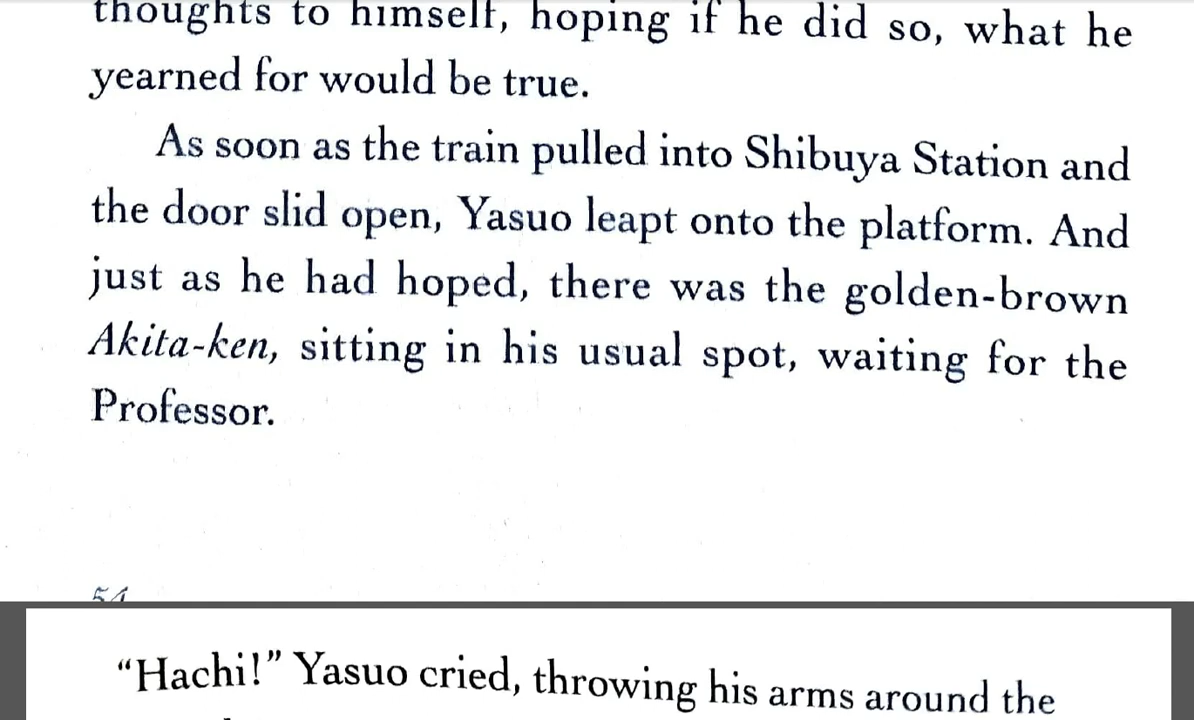 thoughts to himself, hoping if he did so, what he
yearned for would be true.
As soon as the train pulled into Shibuya Station and
the door slid open, Yasuo leapt onto the platform. And
just as he had hoped, there was the golden-brown
Akita-ken, sitting in his usual spot, waiting for the
Professor.
54
“Hachi!” Yasuo cried, throwing his arms around the